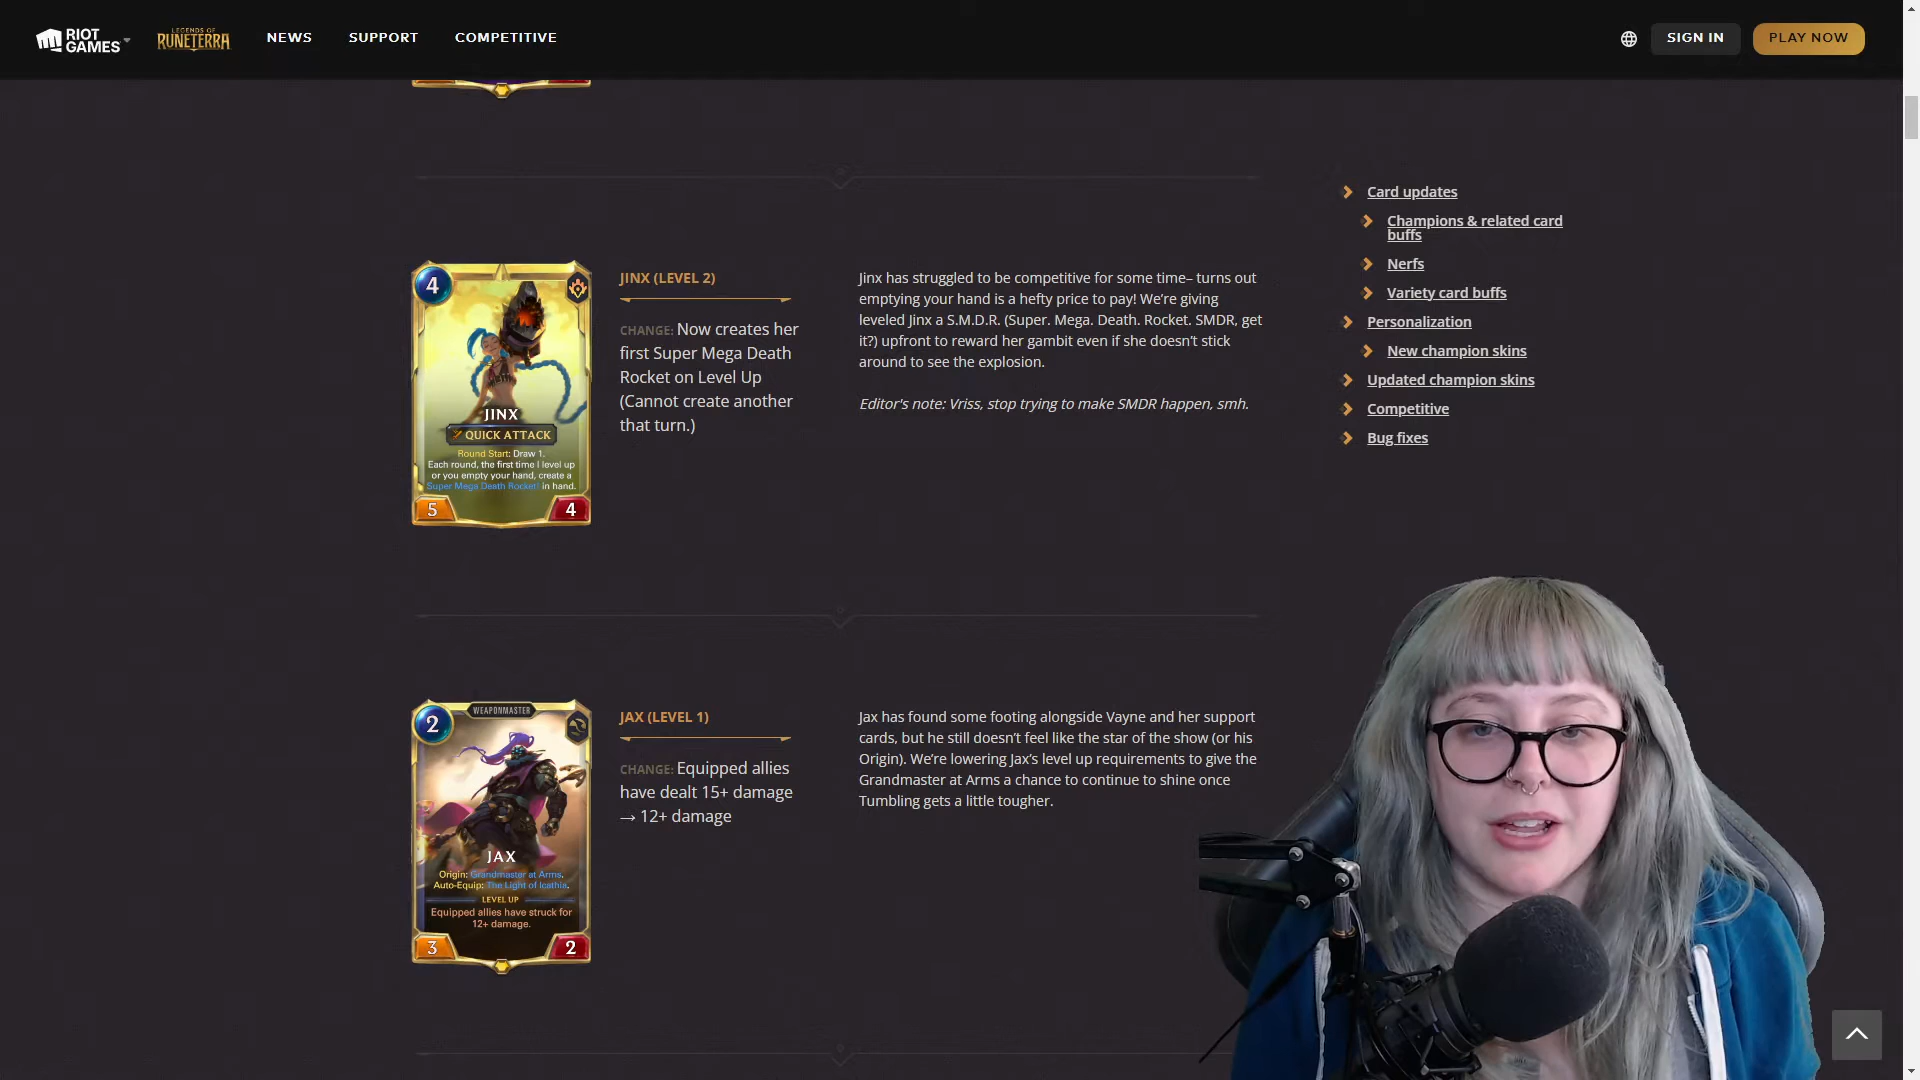 RIOT GAMES
LEGENDS OF RUNETERRA
NEWS
SUPPORT
COMPETITIVE
SIGN IN
PLAY NOW
4
JINX
QUICK ATTACK
Round Start: Draw 1.
Each round, the first time I level up
or you empty your hand, create a
Super Mega Death Rocket! in hand.
5
4
JINX (LEVEL 2)
CHANGE: Now creates her
first Super Mega Death
Rocket on Level Up
(Cannot create another
that turn.)
Jinx has struggled to be competitive for some time– turns out
emptying your hand is a hefty price to pay! We’re giving
leveled Jinx a S.M.D.R. (Super. Mega. Death. Rocket. SMDR, get
it?) upfront to reward her gambit even if she doesn’t stick
around to see the explosion.
Editor's note: Vriss, stop trying to make SMDR happen, smh.
WEAPONMASTER
2
JAX
Origin: Grandmaster at Arms.
Auto-Equip: The Light of Icathia.
LEVEL UP
Equipped allies have struck for
12+ damage.
3
2
JAX (LEVEL 1)
CHANGE: Equipped allies
have dealt 15+ damage
→ 12+ damage
Jax has found some footing alongside Vayne and her support
cards, but he still doesn’t feel like the star of the show (or his
Origin). We’re lowering Jax’s level up requirements to give the
Grandmaster at Arms a chance to continue to shine once
Tumbling gets a little tougher.
Card updates
Champions & related card
buffs
Nerfs
Variety card buffs
Personalization
New champion skins
Updated champion skins
Competitive
Bug fixes